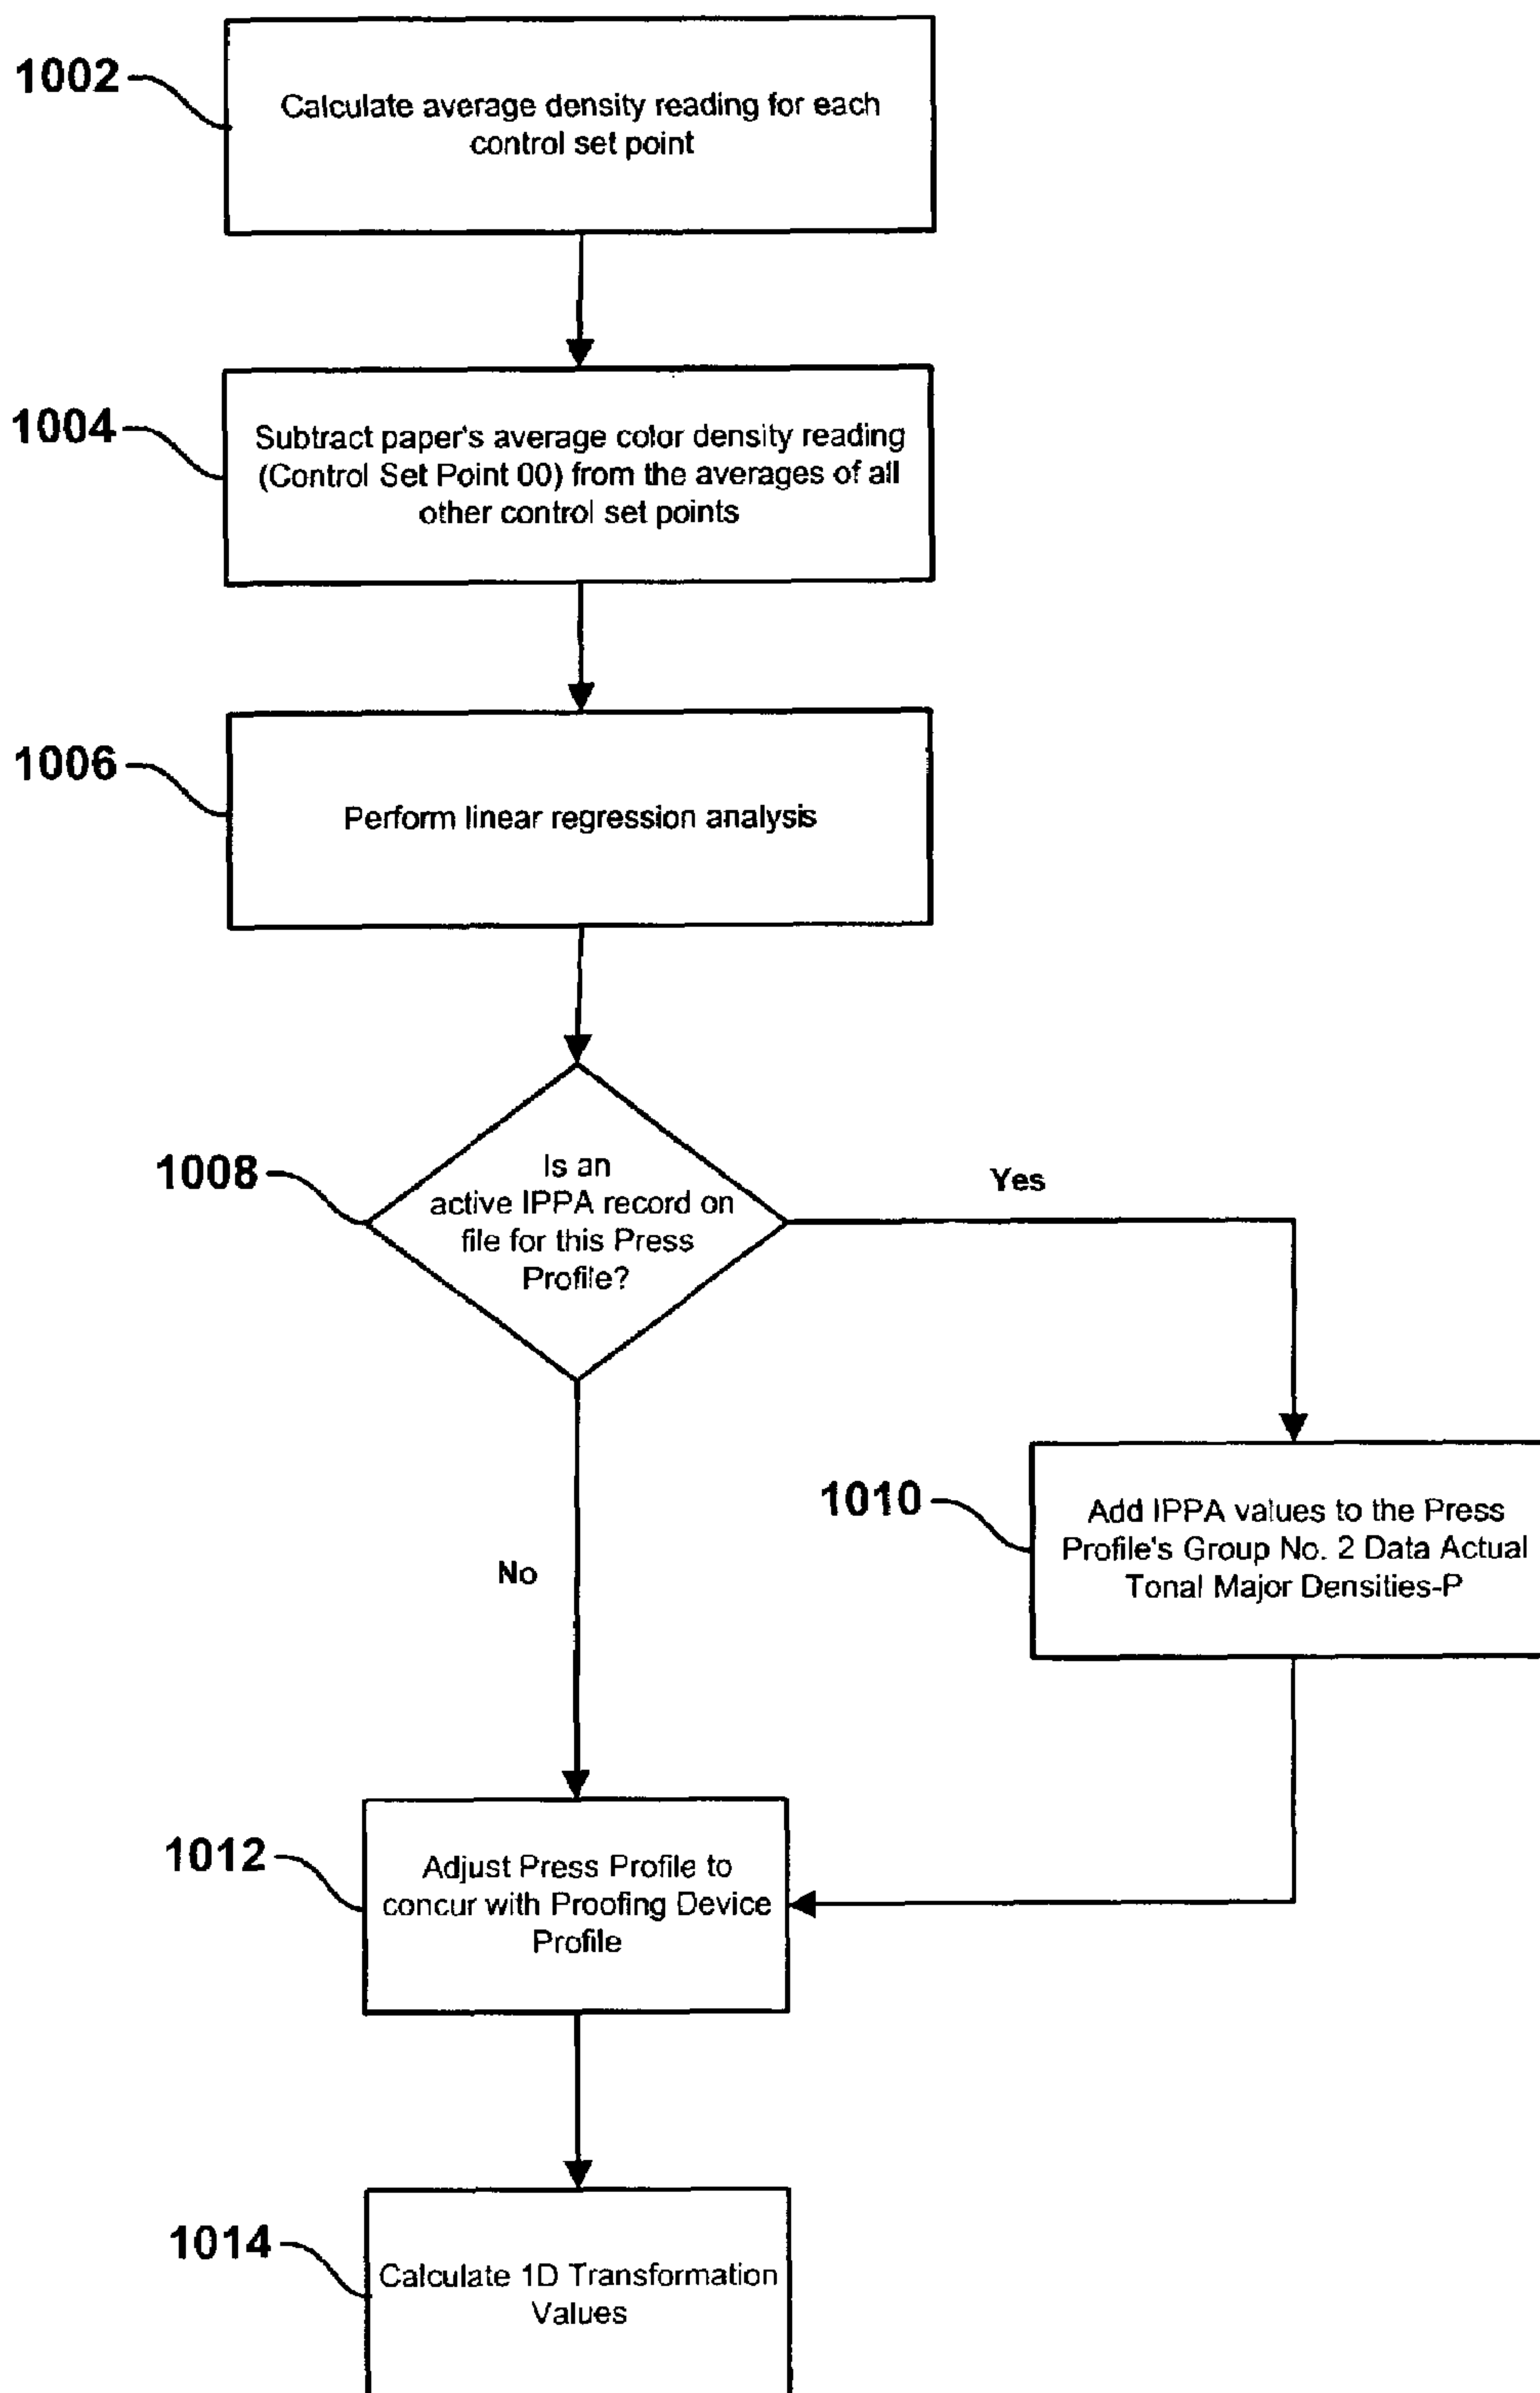 1002
Calculate average density reading for each
control set point
1004
Subtract paper's average color density reading
(Control Set Point 00) from the averages of all
other control set points
1006
Perform linear regression analysis
1008
Is an
active IPPA record on
file for this Press
Profile?
Yes
No
1010
Add IPPA values to the Press
Profile's Group No. 2 Data Actual
Tonal Major Densities-P
1012
Adjust Press Profile to
concur with Proofing Device
Profile
1014
Calculate 1D Transformation
Values